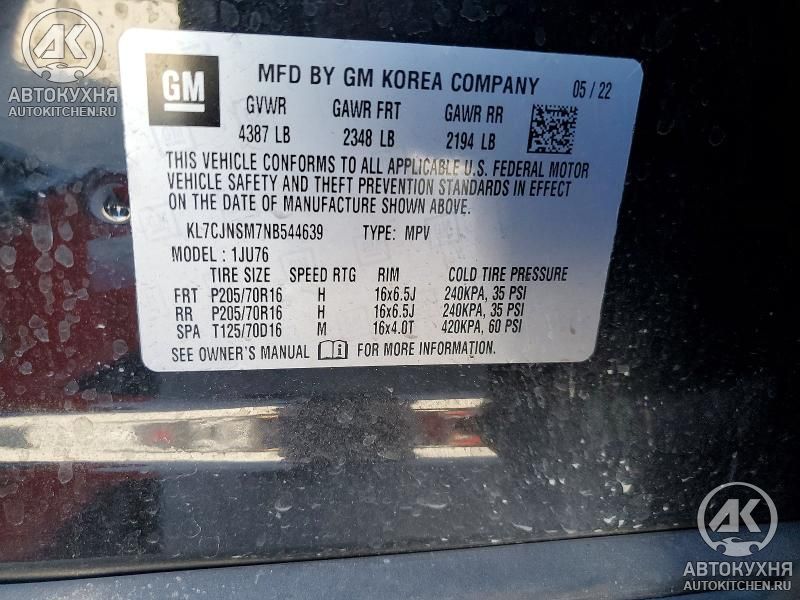 AK
АВТОКУХНЯ
AUTOKITCHEN.RU
GM
MFD BY GM KOREA COMPANY 05 / 22
GVWR GAWR FRT GAWR RR
4387 LB 2348 LB 2194 LB
THIS VEHICLE CONFORMS TO ALL APPLICABLE U.S. FEDERAL MOTOR
VEHICLE SAFETY AND THEFT PREVENTION STANDARDS IN EFFECT
ON THE DATE OF MANUFACTURE SHOWN ABOVE.
KL7CJNSM7NB544639 TYPE: MPV
MODEL : 1JU76
TIRE SIZE SPEED RTG RIM COLD TIRE PRESSURE
FRT P205/70R16 H 16x6.5J 240KPA, 35 PSI
RR P205/70R16 H 16x6.5J 240KPA, 35 PSI
SPA T125/70D16 M 16x4.0T 420KPA, 60 PSI
SEE OWNER'S MANUAL FOR MORE INFORMATION.
AK
АВТОКУХНЯ
AUTOKITCHEN.RU